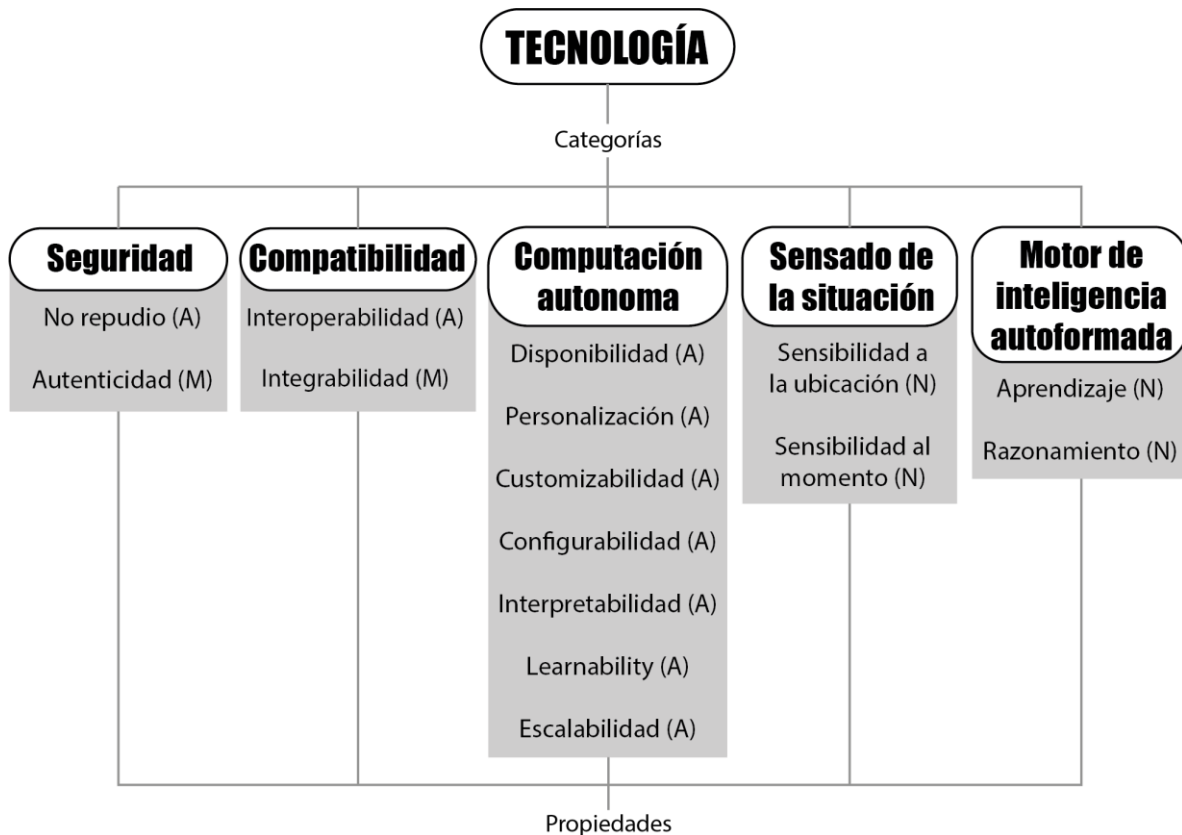 TECNOLOGÍA
Categorías
Seguridad
No repudio (A)
Autenticidad (M)
Compatibilidad
Interoperabilidad (A)
Integrabilidad (M)
Computación
autonoma
Disponibilidad (A)
Personalización (A)
Customizabilidad (A)
Configurabilidad (A)
Interpretabilidad (A)
Learnability (A)
Escalabilidad (A)
Sensado de
la situación
Sensibilidad a
la ubicación (N)
Sensibilidad al
momento (N)
Motor de
inteligencia
autoformada
Aprendizaje (N)
Razonamiento (N)
Propiedades